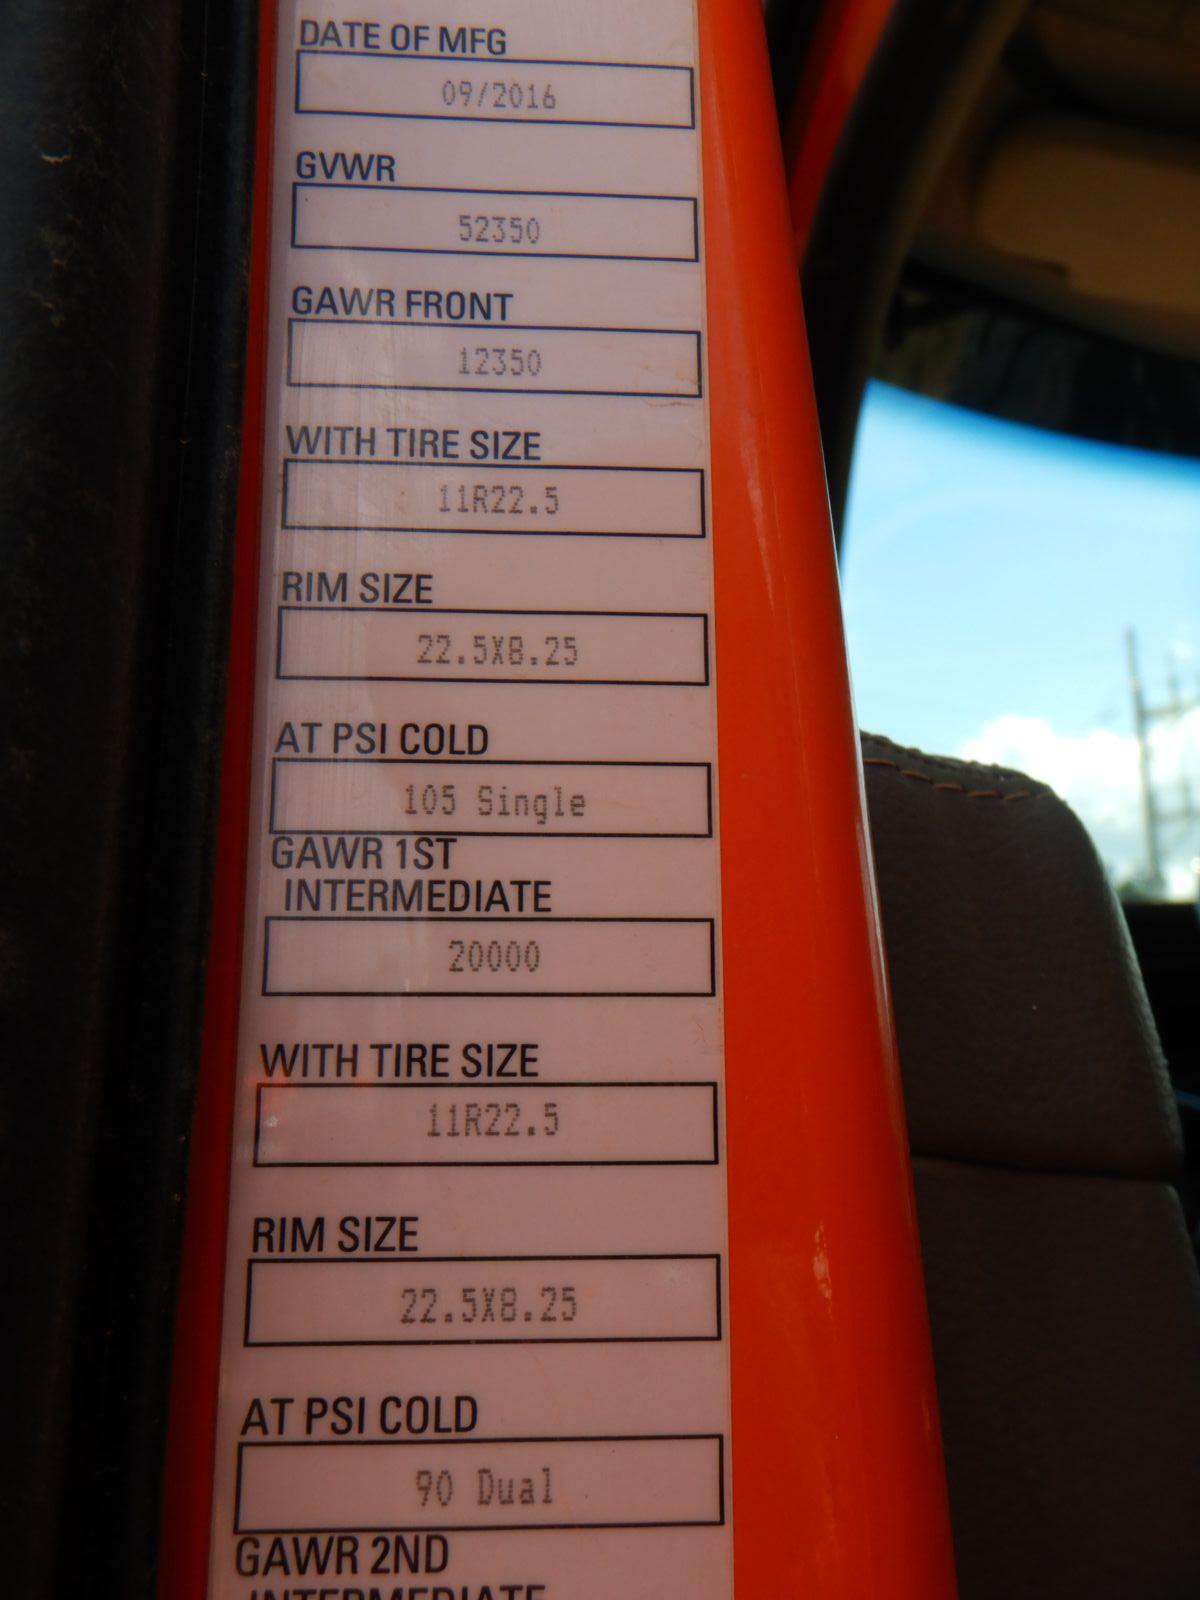 DATE OF MFG
09/2016
GVWR
52350
GAWR FRONT
12350
WITH TIRE SIZE
11R22.5
RIM SIZE
22.5X8.25
AT PSI COLD
105 Single
GAWR 1ST
INTERMEDIATE
20000
WITH TIRE SIZE
11R22.5
RIM SIZE
22.5X8.25
AT PSI COLD
90 Dual
GAWR 2ND
INTERMEDIATE